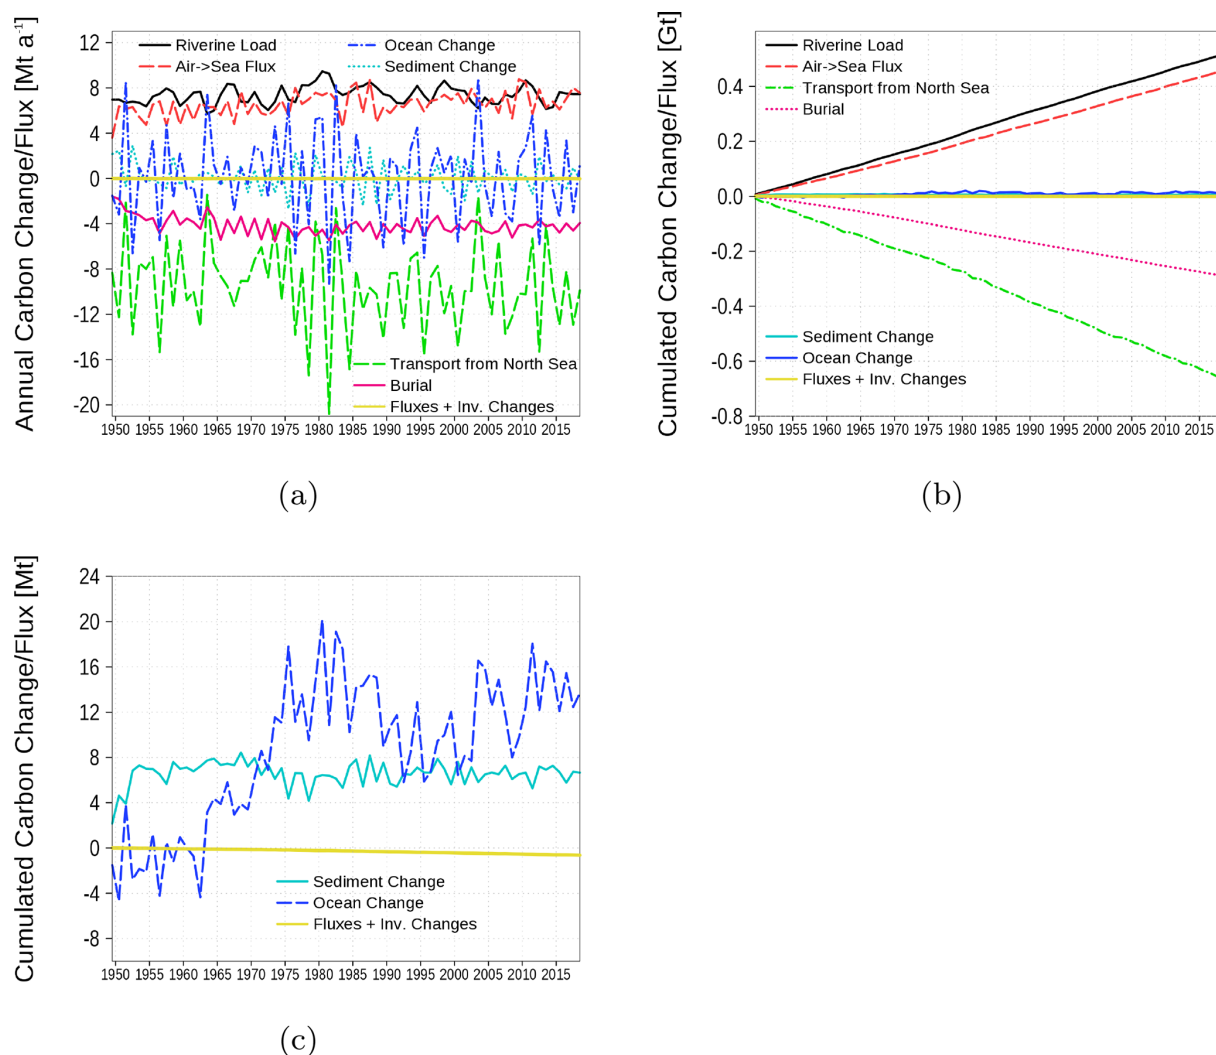 Annual Carbon Change/Flux [Mt a-1]
12
8
4
0
-4
-8
-12
-16
-20
Riverine Load
Air->Sea Flux
Ocean Change
Sediment Change
Transport from North Sea
Burial
Fluxes + Inv. Changes
1950 1955 1960 1965 1970 1975 1980 1985 1990 1995 2000 2005 2010 2015
(a)
Cumulated Carbon Change/Flux [Gt]
0.4
0.2
0.0
-0.2
-0.4
-0.6
-0.8
Riverine Load
Air->Sea Flux
Transport from North Sea
Burial
Sediment Change
Ocean Change
Fluxes + Inv. Changes
1950 1955 1960 1965 1970 1975 1980 1985 1990 1995 2000 2005 2010 2015
(b)
Cumulated Carbon Change/Flux [Mt]
24
20
16
12
8
4
0
-4
-8
Sediment Change
Ocean Change
Fluxes + Inv. Changes
1950 1955 1960 1965 1970 1975 1980 1985 1990 1995 2000 2005 2010 2015
(c)